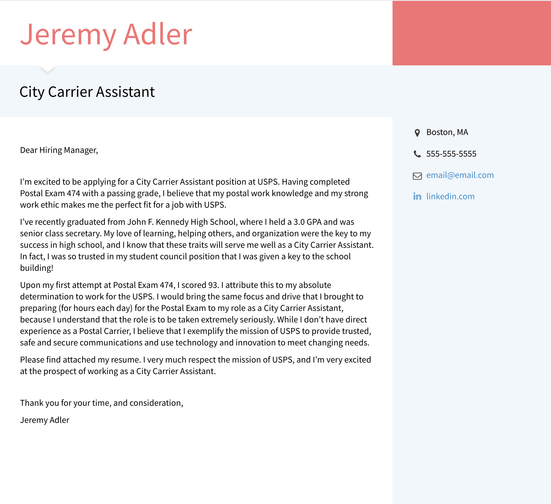 Jeremy Adler
City Carrier Assistant
Boston, MA
555-555-5555
email@email.com
linkedin.com
Dear Hiring Manager,
I'm excited to be applying for a City Carrier Assistant position at USPS. Having completed
Postal Exam 474 with a passing grade, I believe that my postal work knowledge and my strong
work ethic makes me the perfect fit for a job with USPS.
I've recently graduated from John F. Kennedy High School, where I held a 3.0 GPA and was
senior class secretary. My love of learning, helping others, and organization were the key to my
success in high school, and I know that these traits will serve me well as a City Carrier Assistant.
In fact, I was so trusted in my student council position that I was given a key to the school
building!
Upon my first attempt at Postal Exam 474, I scored 93. I attribute this to my absolute
determination to work for the USPS. I would bring the same focus and drive that I brought to
preparing (for hours each day) for the Postal Exam to my role as a City Carrier Assistant,
because I understand that the role is to be taken extremely seriously. While I don't have direct
experience as a Postal Carrier, I believe that I exemplify the mission of USPS to provide trusted,
safe and secure communications and use technology and innovation to meet changing needs.
Please find attached my resume. I very much respect the mission of USPS, and I'm very excited
at the prospect of working as a City Carrier Assistant.
Thank you for your time, and consideration,
Jeremy Adler